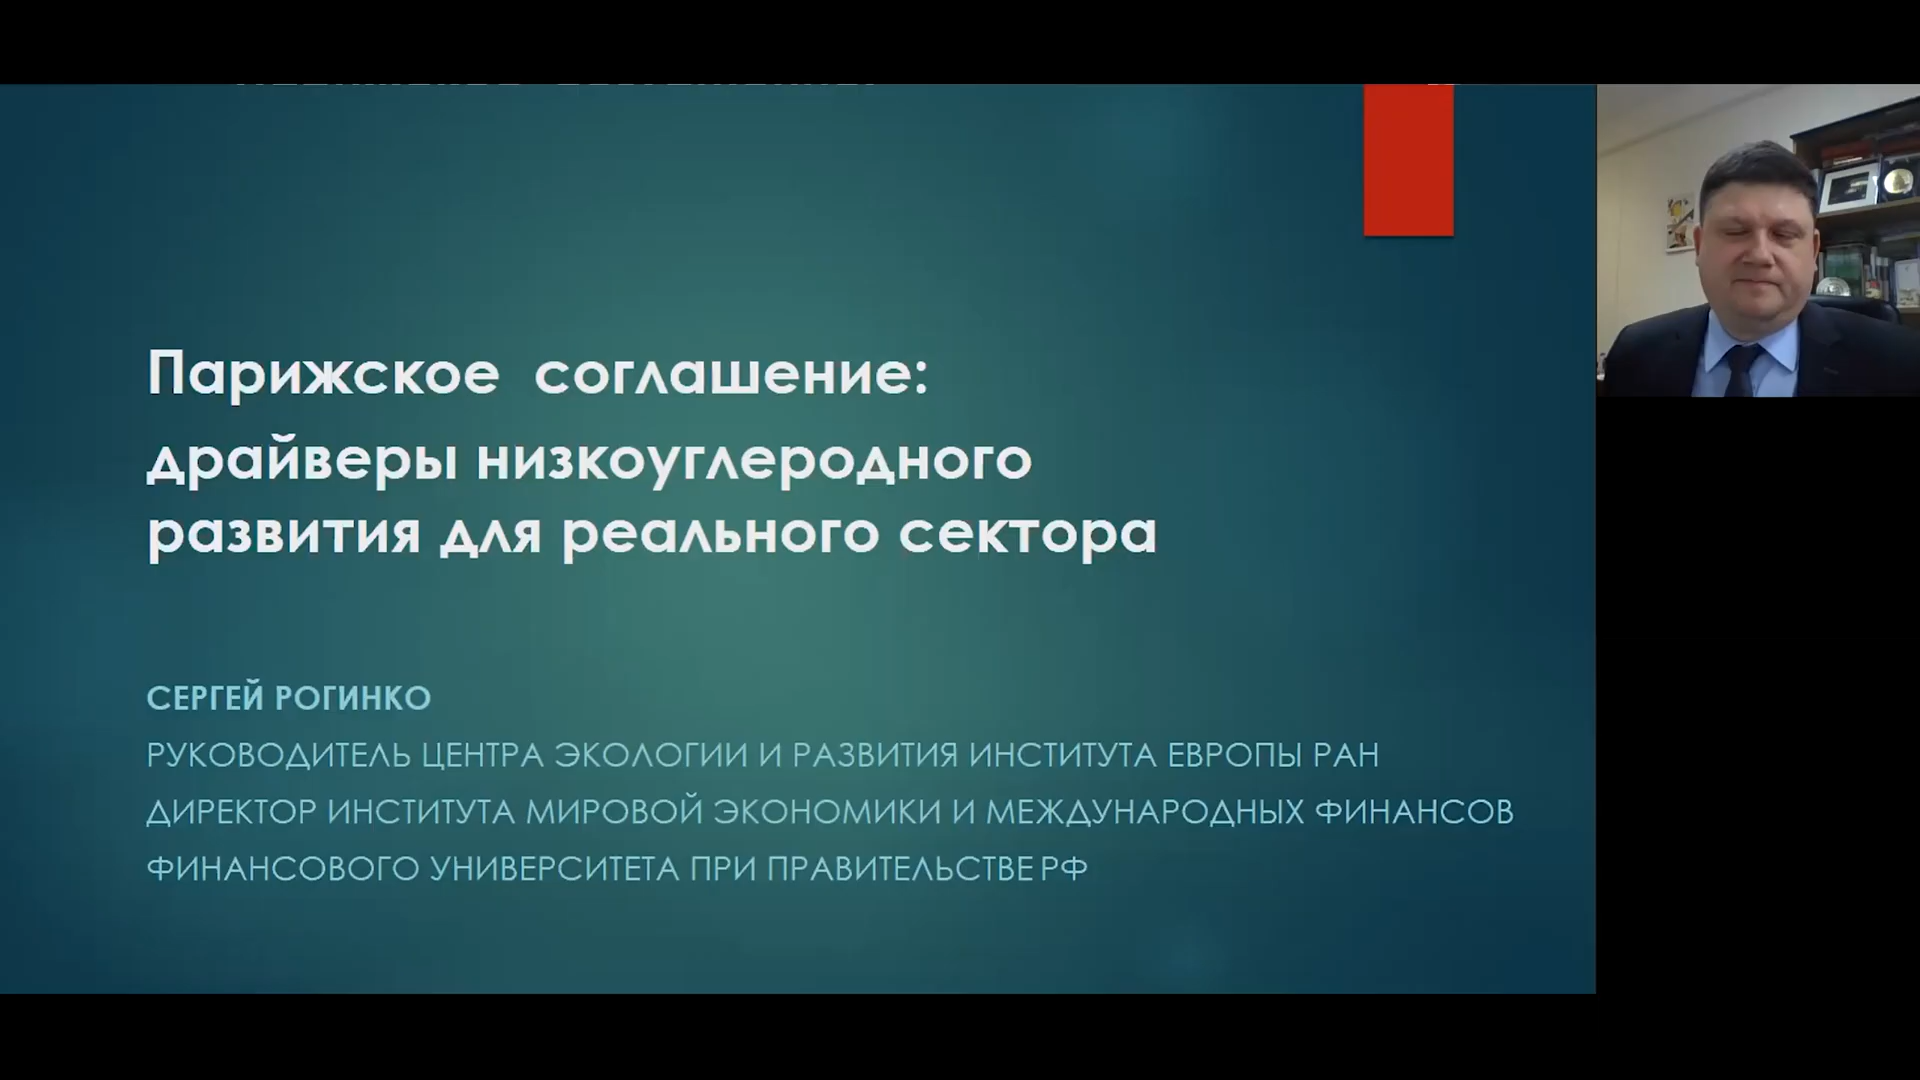 Парижское соглашение:
драйверы низкоуглеродного
развития для реального сектора
СЕРГЕЙ РОГИНКО
РУКОВОДИТЕЛЬ ЦЕНТРА ЭКОЛОГИИ И РАЗВИТИЯ ИНСТИТУТА ЕВРОПЫ РАН
ДИРЕКТОР ИНСТИТУТА МИРОВОЙ ЭКОНОМИКИ И МЕЖДУНАРОДНЫХ ФИНАНСОВ
ФИНАНСОВОГО УНИВЕРСИТЕТА ПРИ ПРАВИТЕЛЬСТВЕ РФ